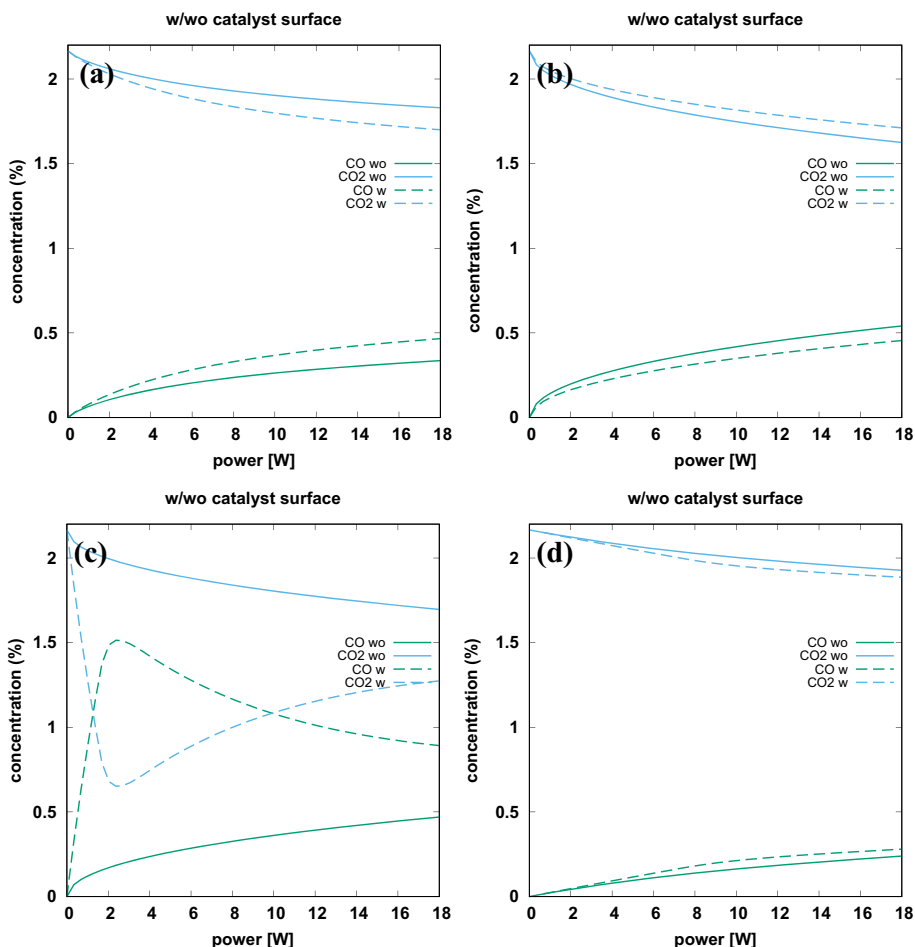 w/wo catalyst surface
(a)
concentration (%)
2
1.5
1
0.5
0
CO wo
CO2 wo
CO w
CO2 w
0 2 4 6 8 10 12 14 16 18
power [W]
w/wo catalyst surface
(b)
concentration (%)
2
1.5
1
0.5
0
CO wo
CO2 wo
CO w
CO2 w
0 2 4 6 8 10 12 14 16 18
power [W]
w/wo catalyst surface
(c)
concentration (%)
2
1.5
1
0.5
0
CO wo
CO2 wo
CO w
CO2 w
0 2 4 6 8 10 12 14 16 18
power [W]
w/wo catalyst surface
(d)
concentration (%)
2
1.5
1
0.5
0
CO wo
CO2 wo
CO w
CO2 w
0 2 4 6 8 10 12 14 16 18
power [W]